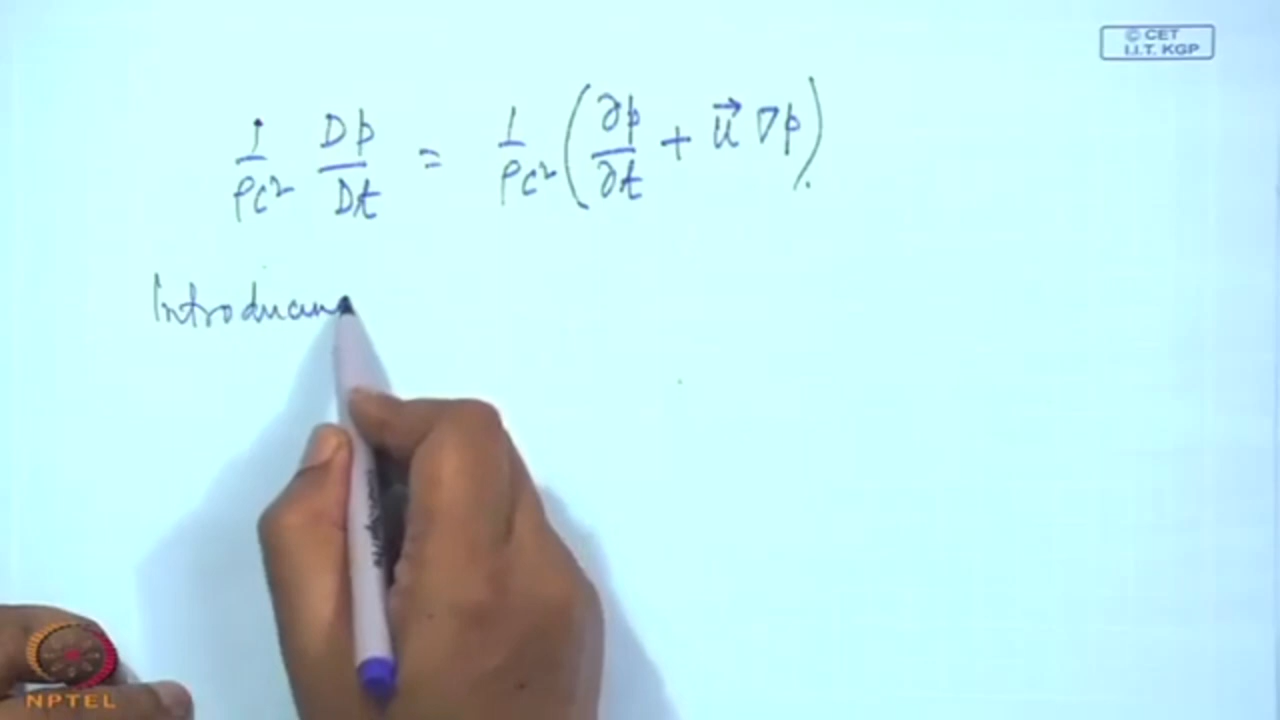 © CET
I.I.T. KGP
1/ρc² Dp/Dt = 1/ρc² (∂p/∂t + u⃗ ∇p).
Introducing
NPTEL